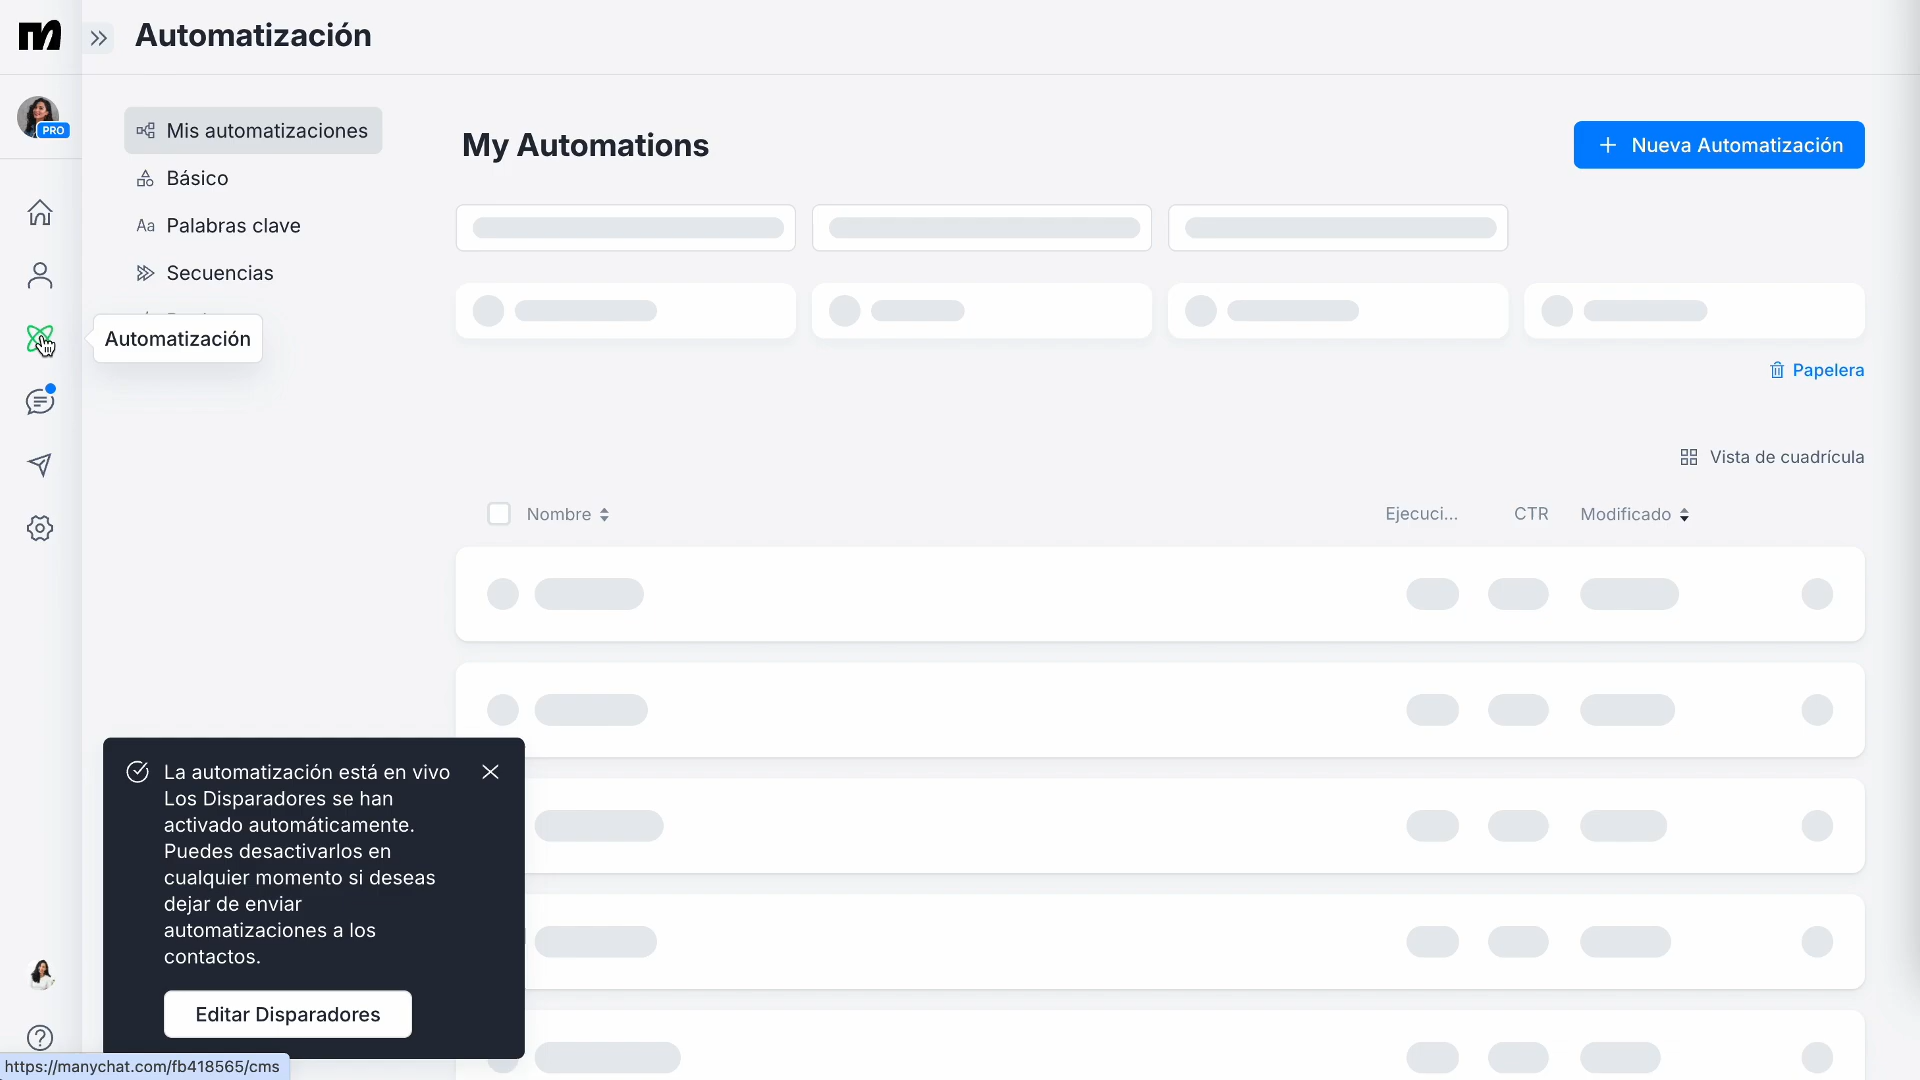 Automatización
PRO
Mis automatizaciones
Básico
Aa Palabras clave
Secuencias
Automatización
My Automations
+ Nueva Automatización
Papelera
Vista de cuadrícula
Nombre
Ejecuci...
CTR
Modificado
La automatización está en vivo
Los Disparadores se han
activado automáticamente.
Puedes desactivarlos en
cualquier momento si deseas
dejar de enviar
automatizaciones a los
contactos.
Editar Disparadores
https://manychat.com/fb418565/cms